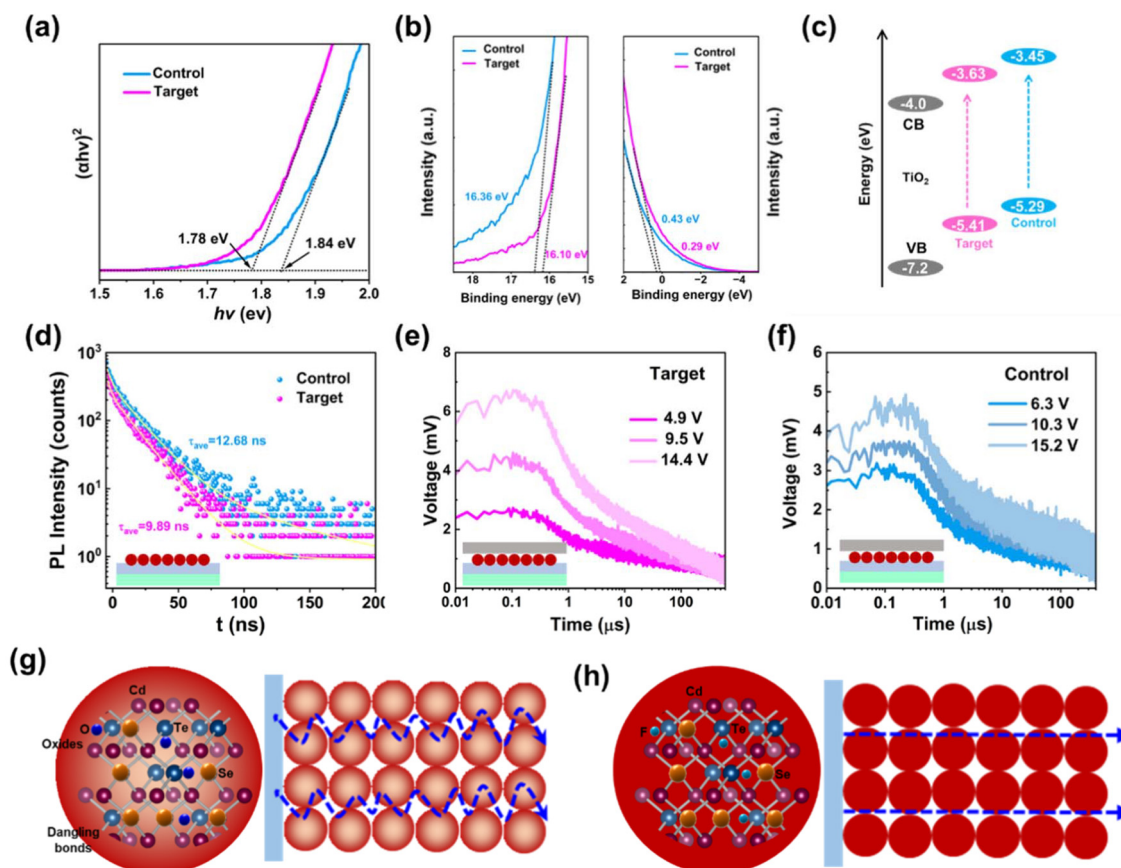 (a)
(αhv)2
Control
Target
1.78 eV
1.84 eV
1.5 1.6 1.7 1.8 1.9 2.0
hv (ev)
(b)
Intensity (a.u.)
Control
Target
16.36 eV
16.10 eV
18 17 16 15
Binding energy (eV)
Control
Target
0.43 eV
0.29 eV
2 0 -2 -4
Binding energy (eV)
Intensity (a.u.)
(c)
Energy (eV)
-4.0
CB
TiO2
VB
-7.2
-3.63
-5.41
Target
-3.45
-5.29
Control
(d)
PL Intensity (counts)
103
102
101
100
Control
Target
τave=12.68 ns
τave=9.89 ns
0 50 100 150 200
t (ns)
(e)
Voltage (mV)
8
6
4
2
0
Target
4.9 V
9.5 V
14.4 V
0.01 0.1 1 10 100
Time (μs)
(f)
Voltage (mV)
6
5
4
3
2
1
0
Control
6.3 V
10.3 V
15.2 V
0.01 0.1 1 10 100
Time (μs)
(g)
Cd
O
Te
Oxides
Se
Dangling
bonds
(h)
Cd
F
Te
Se